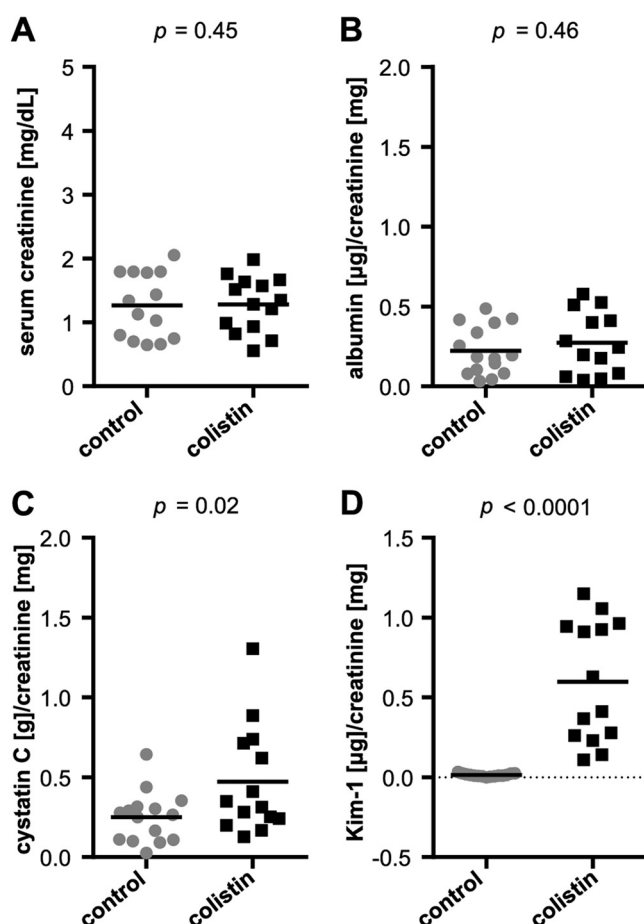 A
p = 0.45
serum creatinine [mg/dL]
5
4
3
2
1
0
control
colistin
B
p = 0.46
albumin [µg]/creatinine [mg]
2.0
1.5
1.0
0.5
0.0
control
colistin
C
p = 0.02
cystatin C [g]/creatinine [mg]
2.0
1.5
1.0
0.5
0.0
control
colistin
D
p < 0.0001
Kim-1 [µg]/creatinine [mg]
1.5
1.0
0.5
0.0
-0.5
control
colistin